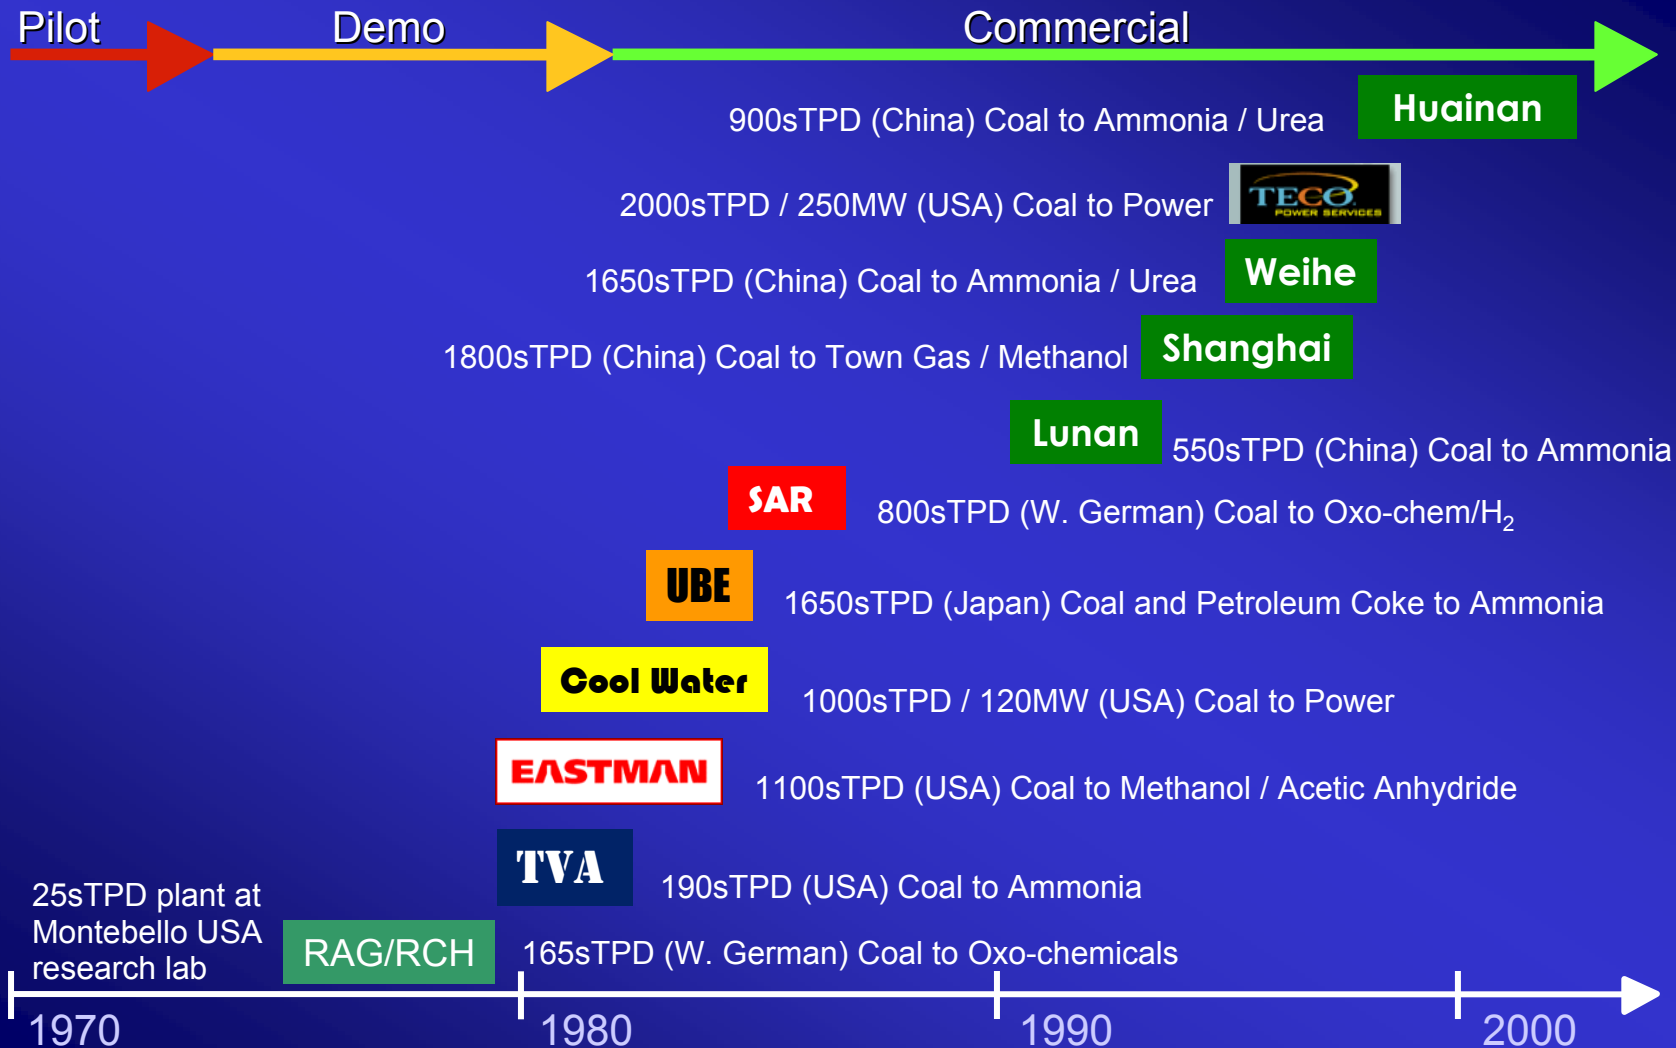 Pilot
Demo
Commercial
900sTPD (China) Coal to Ammonia / Urea
Huainan
2000sTPD / 250MW (USA) Coal to Power
TECO
POWER SERVICES
1650sTPD (China) Coal to Ammonia / Urea
Weihe
1800sTPD (China) Coal to Town Gas / Methanol
Shanghai
Lunan
550sTPD (China) Coal to Ammonia
SAR
800sTPD (W. German) Coal to Oxo-chem/H₂
UBE
1650sTPD (Japan) Coal and Petroleum Coke to Ammonia
Cool Water
1000sTPD / 120MW (USA) Coal to Power
EASTMAN
1100sTPD (USA) Coal to Methanol / Acetic Anhydride
TVA
190sTPD (USA) Coal to Ammonia
25sTPD plant at
Montebello USA
research lab
RAG/RCH
165sTPD (W. German) Coal to Oxo-chemicals
1970
1980
1990
2000